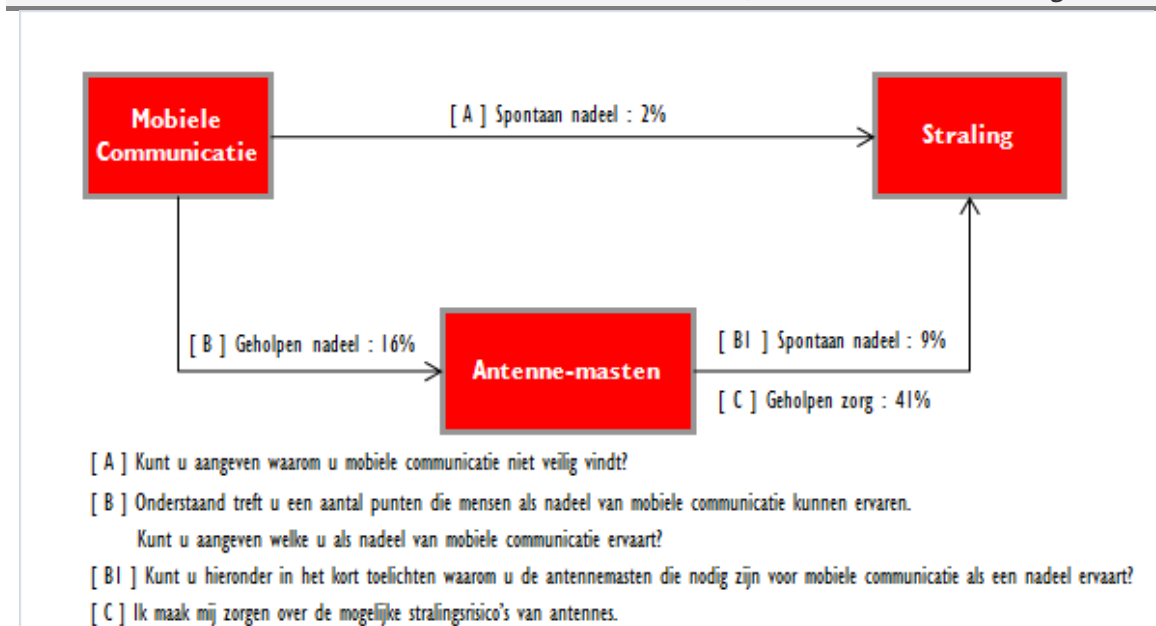 Mobiele
Communicatie
[ A ] Spontaan nadeel : 2%
Straling
[ B ] Geholpen nadeel : 16%
Antenne-masten
[ B1 ] Spontaan nadeel : 9%
[ C ] Geholpen zorg : 41%
[ A ] Kunt u aangeven waarom u mobiele communicatie niet veilig vindt?
[ B ] Onderstaand treft u een aantal punten die mensen als nadeel van mobiele communicatie kunnen ervaren.
Kunt u aangeven welke u als nadeel van mobiele communicatie ervaart?
[ B1 ] Kunt u hieronder in het kort toelichten waarom u de antennemasten die nodig zijn voor mobiele communicatie als een nadeel ervaart?
[ C ] Ik maak mij zorgen over de mogelijke stralingsrisico's van antennes.